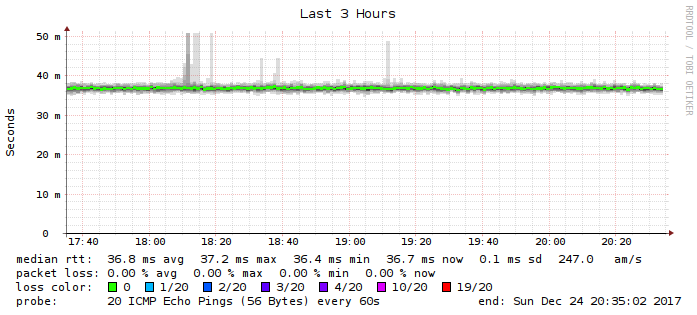 Last 3 Hours
RRDTOOL / TOBI OETIKER
Seconds
50 m
40 m
30 m
20 m
10 m
0
17:40 18:00 18:20 18:40 19:00 19:20 19:40 20:00 20:20
median rtt: 36.8 ms avg 37.2 ms max 36.4 ms min 36.7 ms now 0.1 ms sd 247.0 am/s
packet loss: 0.00 % avg 0.00 % max 0.00 % min 0.00 % now
loss color: 0 1/20 2/20 3/20 4/20 10/20 19/20
probe: 20 ICMP Echo Pings (56 Bytes) every 60s end: Sun Dec 24 20:35:02 2017